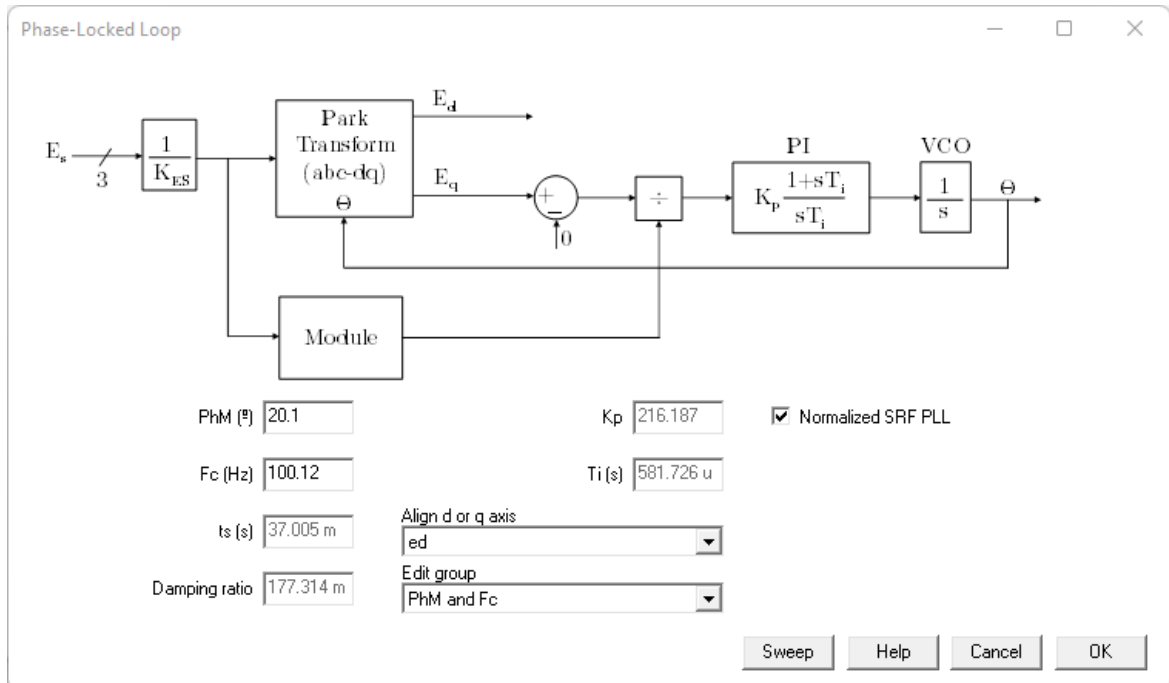 Phase-Locked Loop
Park
Transform
(abc-dq)
Θ
E_d
E_q
E_s
3
1
K_ES
+
−
0
÷
PI
K_p
1+sT_i
sT_i
VCO
1
s
Θ
Module
PhM (º) 20.1
Kp 216.187
Normalized SRF PLL
Fc (Hz) 100.12
Ti (s) 581.726 u
ts (s) 37.005 m
Align d or q axis
ed
Damping ratio 177.314 m
Edit group
PhM and Fc
Sweep
Help
Cancel
OK